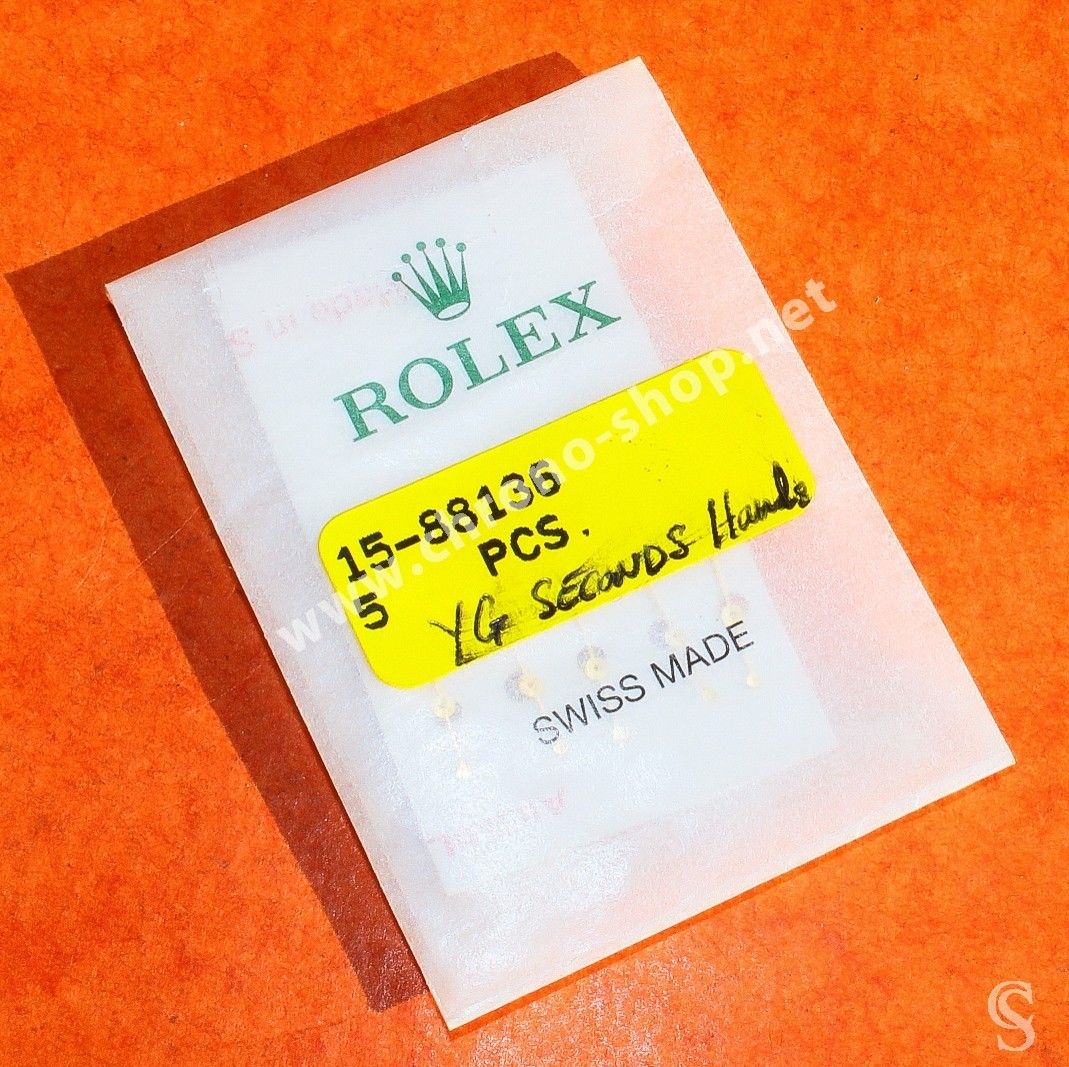 ROLEX
15-88136
5 PCS.
YG SECONDS Hands
SWISS MADE
www.chrono-shop.net